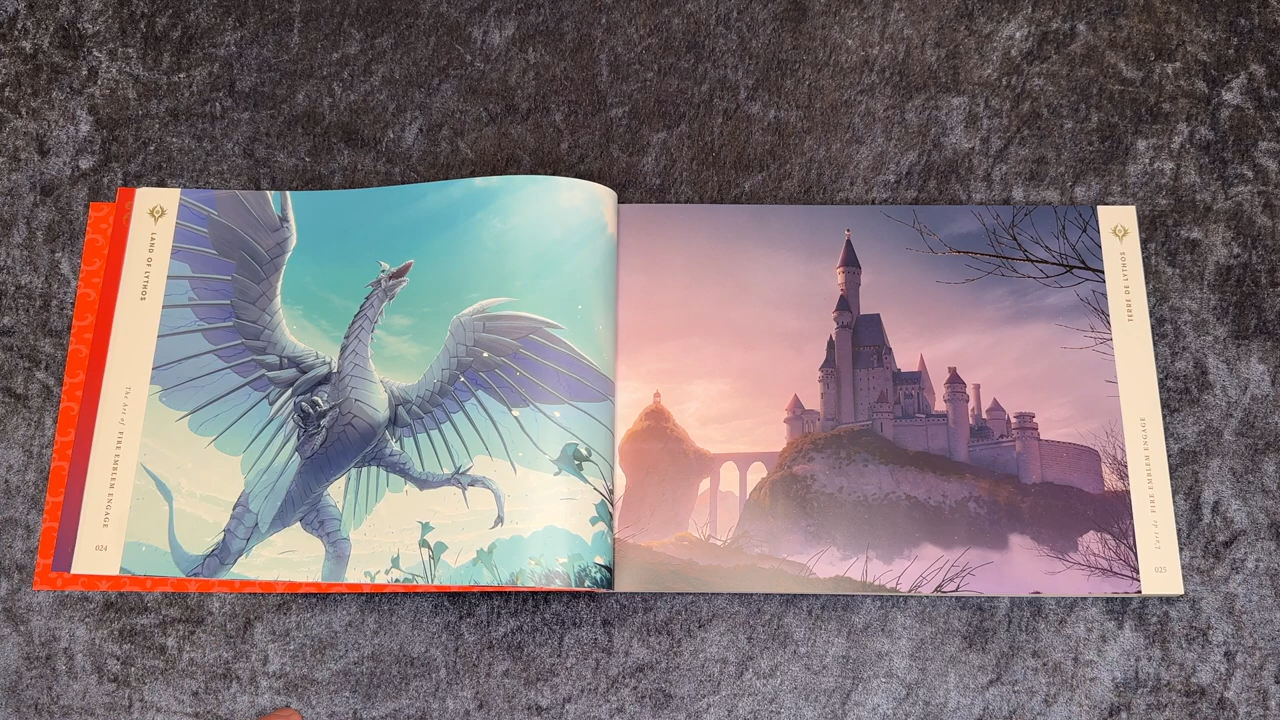 LAND OF LYTHOS
The Art of FIRE EMBLEM ENGAGE
024
TERRE DE LYTHOS
L'art de FIRE EMBLEM ENGAGE
025